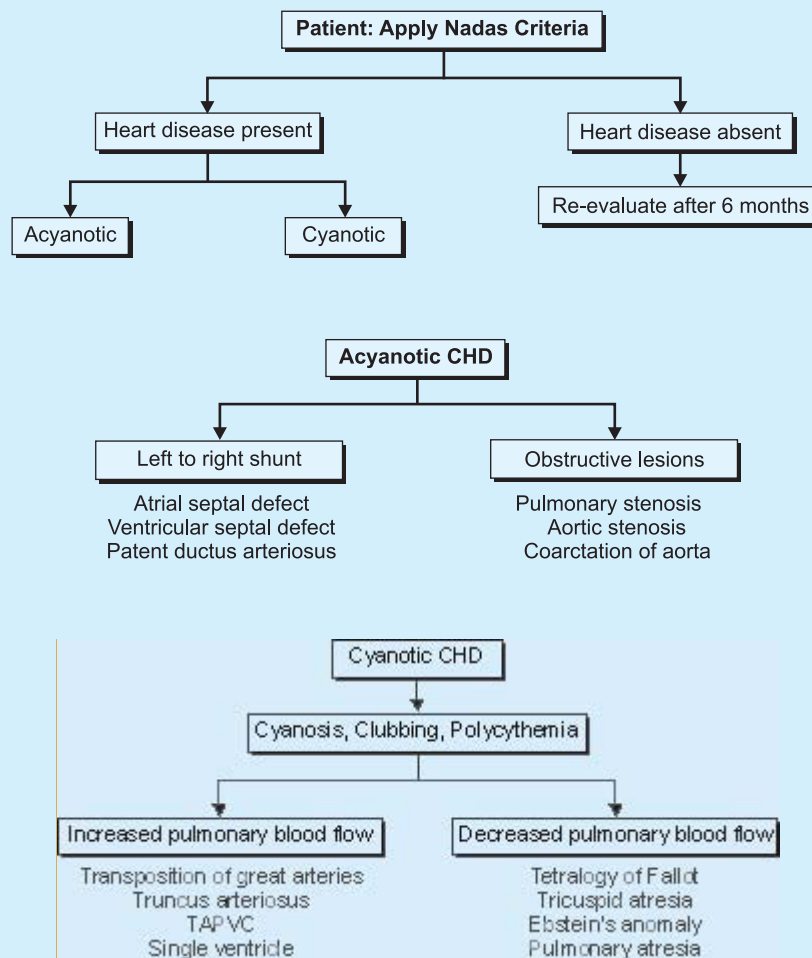 Patient: Apply Nadas Criteria
Heart disease present
Heart disease absent
Acyanotic
Cyanotic
Re-evaluate after 6 months
Acyanotic CHD
Left to right shunt
Obstructive lesions
Atrial septal defect
Ventricular septal defect
Patent ductus arteriosus
Pulmonary stenosis
Aortic stenosis
Coarctation of aorta
Cyanotic CHD
Cyanosis, Clubbing, Polycythemia
Increased pulmonary blood flow
Decreased pulmonary blood flow
Transposition of great arteries
Truncus arteriosus
TAPVC
Single ventricle
Tetralogy of Fallot
Tricuspid atresia
Ebstein's anomaly
Pulmonary atresia